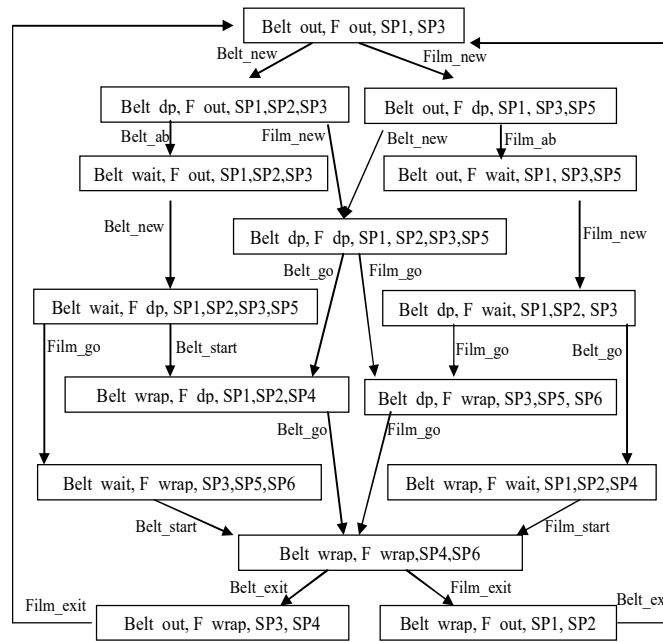 Belt out, F out, SP1, SP3
Belt_new
Film_new
Belt dp, F out, SP1,SP2,SP3
Belt out, F dp, SP1, SP3,SP5
Belt_ab
Film_new
Belt_new
Film_ab
Belt wait, F out, SP1,SP2,SP3
Belt out, F wait, SP1, SP3,SP5
Belt_new
Belt dp, F dp, SP1, SP2,SP3,SP5
Film_new
Belt_go
Film_go
Belt wait, F dp, SP1,SP2,SP3,SP5
Belt dp, F wait, SP1,SP2, SP3
Film_go
Belt_start
Film_go
Belt_go
Belt wrap, F dp, SP1,SP2,SP4
Belt dp, F wrap, SP3,SP5, SP6
Belt_go
Film_go
Belt wait, F wrap, SP3,SP5,SP6
Belt wrap, F wait, SP1,SP2,SP4
Belt_start
Film_start
Belt wrap, F wrap,SP4,SP6
Film_exit
Belt_exit
Film_exit
Belt_ex
Belt out, F wrap, SP3, SP4
Belt wrap, F out, SP1, SP2